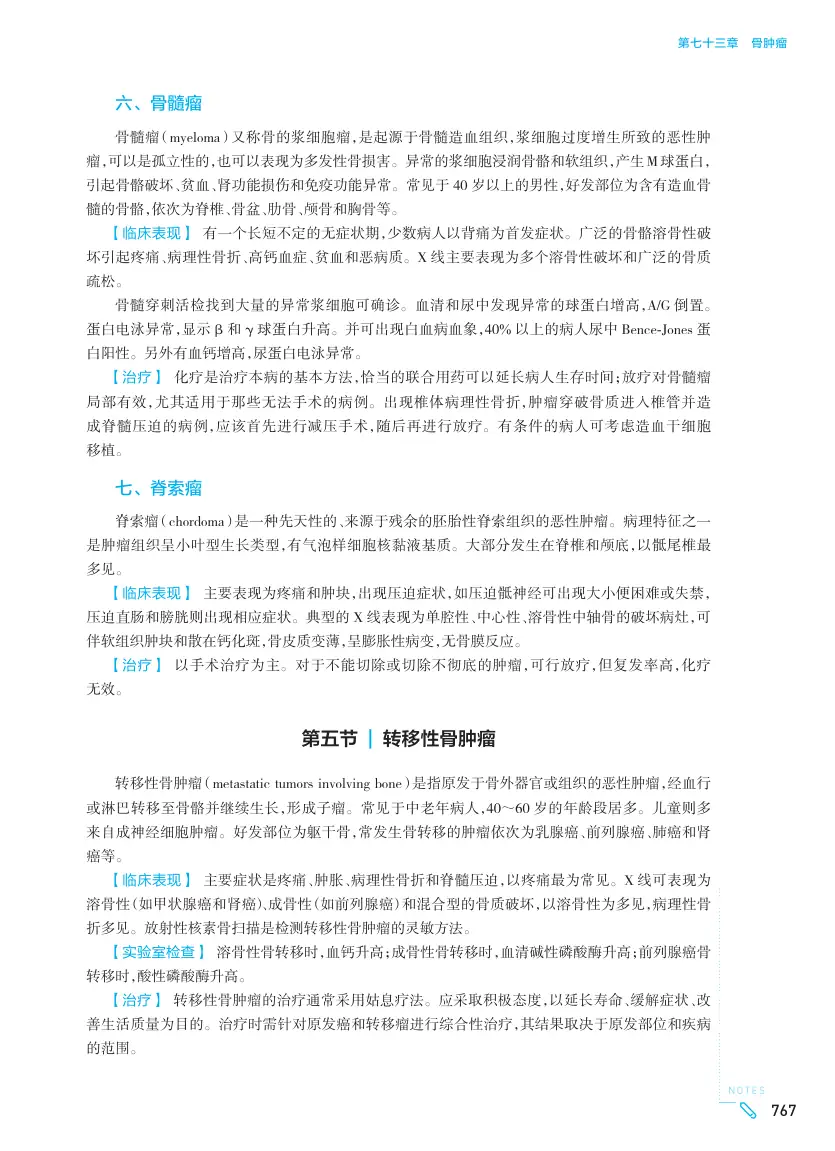 第七十三章 骨肿瘤
六、骨髓瘤
骨髓瘤(myeloma)又称骨的浆细胞瘤,是起源于骨髓造血组织,浆细胞过度增生所致的恶性肿
瘤,可以是孤立性的,也可以表现为多发性骨损害。异常的浆细胞浸润骨骼和软组织,产生M球蛋白,
引起骨骼破坏、贫血、肾功能损伤和免疫功能异常。常见于 40 岁以上的男性,好发部位为含有造血骨
髓的骨骼,依次为脊椎、骨盆、肋骨、颅骨和胸骨等。
【临床表现】 有一个长短不定的无症状期,少数病人以背痛为首发症状。广泛的骨骼溶骨性破
坏引起疼痛、病理性骨折、高钙血症、贫血和恶病质。X 线主要表现为多个溶骨性破坏和广泛的骨质
疏松。
骨髓穿刺活检找到大量的异常浆细胞可确诊。血清和尿中发现异常的球蛋白增高,A/G 倒置。
蛋白电泳异常,显示 β 和 γ 球蛋白升高。并可出现白血病血象,40% 以上的病人尿中 Bence-Jones 蛋
白阳性。另外有血钙增高,尿蛋白电泳异常。
【治疗】 化疗是治疗本病的基本方法,恰当的联合用药可以延长病人生存时间;放疗对骨髓瘤
局部有效,尤其适用于那些无法手术的病例。出现椎体病理性骨折,肿瘤穿破骨质进入椎管并造
成脊髓压迫的病例,应该首先进行减压手术,随后再进行放疗。有条件的病人可考虑造血干细胞
移植。
七、脊索瘤
脊索瘤(chordoma)是一种先天性的、来源于残余的胚胎性脊索组织的恶性肿瘤。病理特征之一
是肿瘤组织呈小叶型生长类型,有气泡样细胞核黏液基质。大部分发生在脊椎和颅底,以骶尾椎最
多见。
【临床表现】 主要表现为疼痛和肿块,出现压迫症状,如压迫骶神经可出现大小便困难或失禁,
压迫直肠和膀胱则出现相应症状。典型的 X 线表现为单腔性、中心性、溶骨性中轴骨的破坏病灶,可
伴软组织肿块和散在钙化斑,骨皮质变薄,呈膨胀性病变,无骨膜反应。
【治疗】 以手术治疗为主。对于不能切除或切除不彻底的肿瘤,可行放疗,但复发率高,化疗
无效。
第五节 | 转移性骨肿瘤
转移性骨肿瘤(metastatic tumors involving bone)是指原发于骨外器官或组织的恶性肿瘤,经血行
或淋巴转移至骨骼并继续生长,形成子瘤。常见于中老年病人,40～60 岁的年龄段居多。儿童则多
来自成神经细胞肿瘤。好发部位为躯干骨,常发生骨转移的肿瘤依次为乳腺癌、前列腺癌、肺癌和肾
癌等。
【临床表现】 主要症状是疼痛、肿胀、病理性骨折和脊髓压迫,以疼痛最为常见。X 线可表现为
溶骨性(如甲状腺癌和肾癌)、成骨性(如前列腺癌)和混合型的骨质破坏,以溶骨性为多见,病理性骨
折多见。放射性核素骨扫描是检测转移性骨肿瘤的灵敏方法。
【实验室检查】 溶骨性骨转移时,血钙升高;成骨性骨转移时,血清碱性磷酸酶升高;前列腺癌骨
转移时,酸性磷酸酶升高。
【治疗】 转移性骨肿瘤的治疗通常采用姑息疗法。应采取积极态度,以延长寿命、缓解症状、改
善生活质量为目的。治疗时需针对原发癌和转移瘤进行综合性治疗,其结果取决于原发部位和疾病
的范围。
NOTES
767